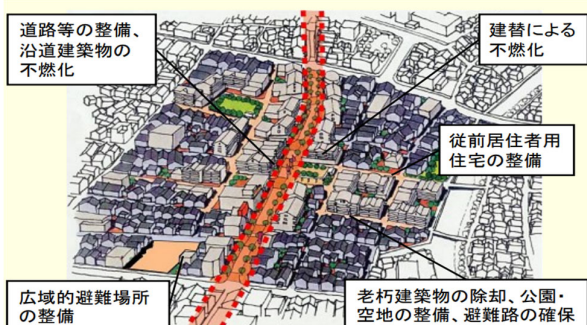 道路等の整備、
沿道建築物の
不燃化
建替による
不燃化
従前居住者用
住宅の整備
広域的避難場所
の整備
老朽建築物の除却、公園・
空地の整備、避難路の確保